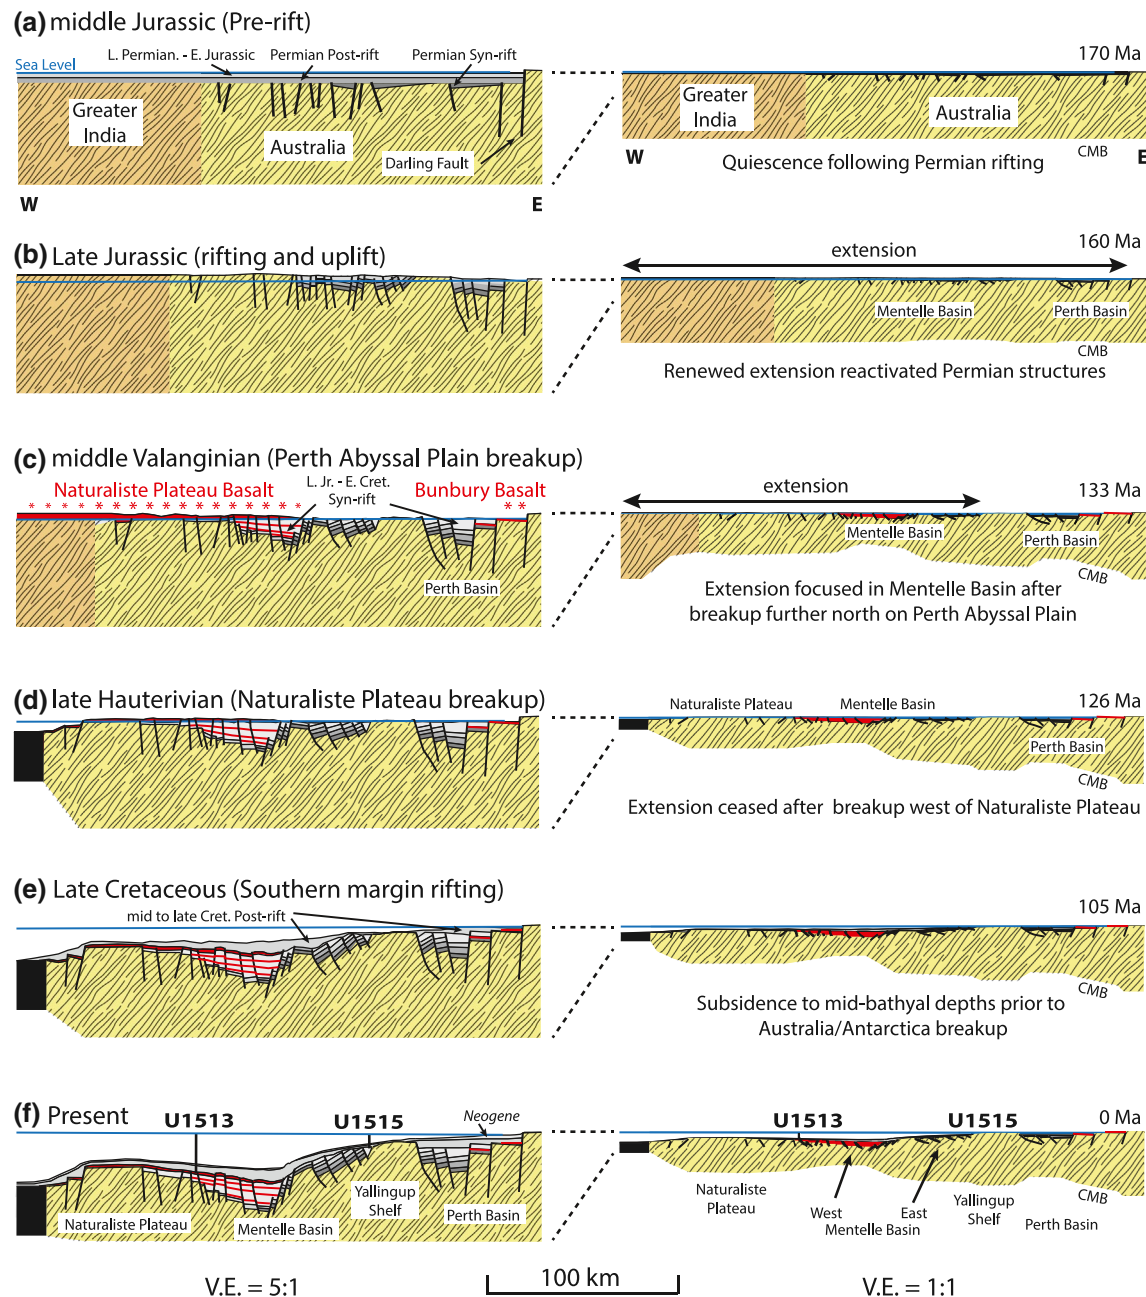 (a) middle Jurassic (Pre-rift)
L. Permian. - E. Jurassic
Permian Post-rift
Permian Syn-rift
170 Ma
Sea Level
Greater
India
Australia
Darling Fault
W
E
Greater
India
Australia
W
CMB
E
Quiescence following Permian rifting
(b) Late Jurassic (rifting and uplift)
160 Ma
extension
Mentelle Basin
Perth Basin
CMB
Renewed extension reactivated Permian structures
(c) middle Valanginian (Perth Abyssal Plain breakup)
Naturaliste Plateau Basalt
L. Jr. - E. Cret.
Syn-rift
Bunbury Basalt
* * * * * * * * * * * * * * * * * *
* *
Perth Basin
extension
133 Ma
Mentelle Basin
Perth Basin
CMB
Extension focused in Mentelle Basin after
breakup further north on Perth Abyssal Plain
(d) late Hauterivian (Naturaliste Plateau breakup)
126 Ma
Naturaliste Plateau
Mentelle Basin
Perth Basin
CMB
Extension ceased after breakup west of Naturaliste Plateau
(e) Late Cretaceous (Southern margin rifting)
mid to late Cret. Post-rift
105 Ma
CMB
Subsidence to mid-bathyal depths prior to
Australia/Antarctica breakup
(f) Present
U1513
U1515
Neogene
Naturaliste Plateau
Mentelle Basin
Yallingup
Shelf
Perth Basin
U1513
U1515
0 Ma
Naturaliste
Plateau
West
East
Mentelle Basin
Yallingup
Shelf
CMB
Perth Basin
V.E. = 5:1
100 km
V.E. = 1:1